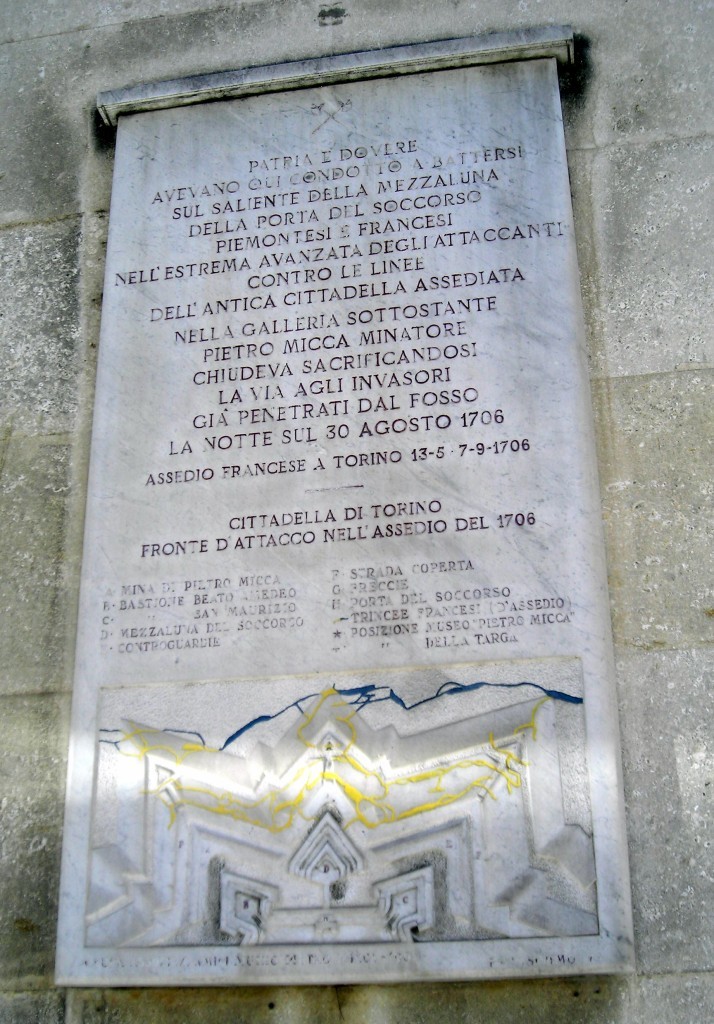 PATRIA E DOVERE
AVEVANO QUI CONDOTTO A BATTERSI
SUL SALIENTE DELLA MEZZALUNA
DELLA PORTA DEL SOCCORSO
PIEMONTESI E FRANCESI
NELL'ESTREMA AVANZATA DEGLI ATTACCANTI
CONTRO LE LINEE
DELL'ANTICA CITTADELLA ASSEDIATA
NELLA GALLERIA SOTTOSTANTE
PIETRO MICCA MINATORE
CHIUDEVA SACRIFICANDOSI
LA VIA AGLI INVASORI
GIÀ PENETRATI DAL FOSSO
LA NOTTE SUL 30 AGOSTO 1706
ASSEDIO FRANCESE A TORINO 13-5 · 7-9-1706
CITTADELLA DI TORINO
FRONTE D'ATTACCO NELL'ASSEDIO DEL 1706
A· MINA DI PIETRO MICCA
B· BASTIONE BEATO AMEDEO
C· " SAN MAURIZIO
D· MEZZALUNA DEL SOCCORSO
CONTROGUARDIE
F· STRADA COPERTA
G FRECCIE
H PORTA DEL SOCCORSO
TRINCEE FRANCESI (D'ASSEDIO)
★ POSIZIONE MUSEO "PIETRO MICCA"
" DELLA TARGA
A
D
B
C
H
F
E
E
F